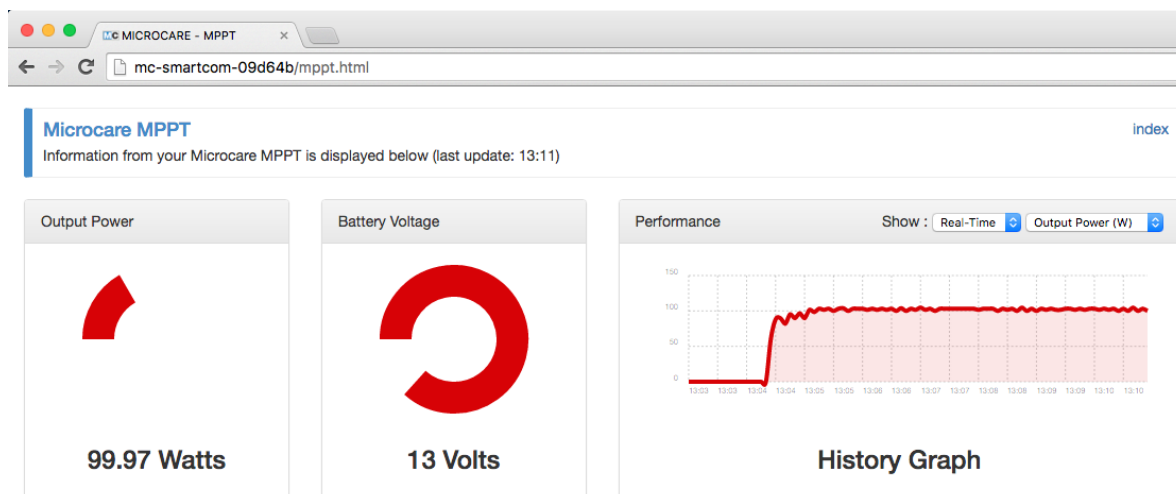 MC MICROCARE - MPPT
mc-smartcom-09d64b/mppt.html
Microcare MPPT
index
Information from your Microcare MPPT is displayed below (last update: 13:11)
Output Power
99.97 Watts
Battery Voltage
13 Volts
Performance
Show : Real-Time Output Power (W)
150
100
50
0
13:03 13:03 13:04 13:04 13:05 13:05 13:06 13:06 13:07 13:07 13:08 13:08 13:09 13:09 13:10 13:10
History Graph